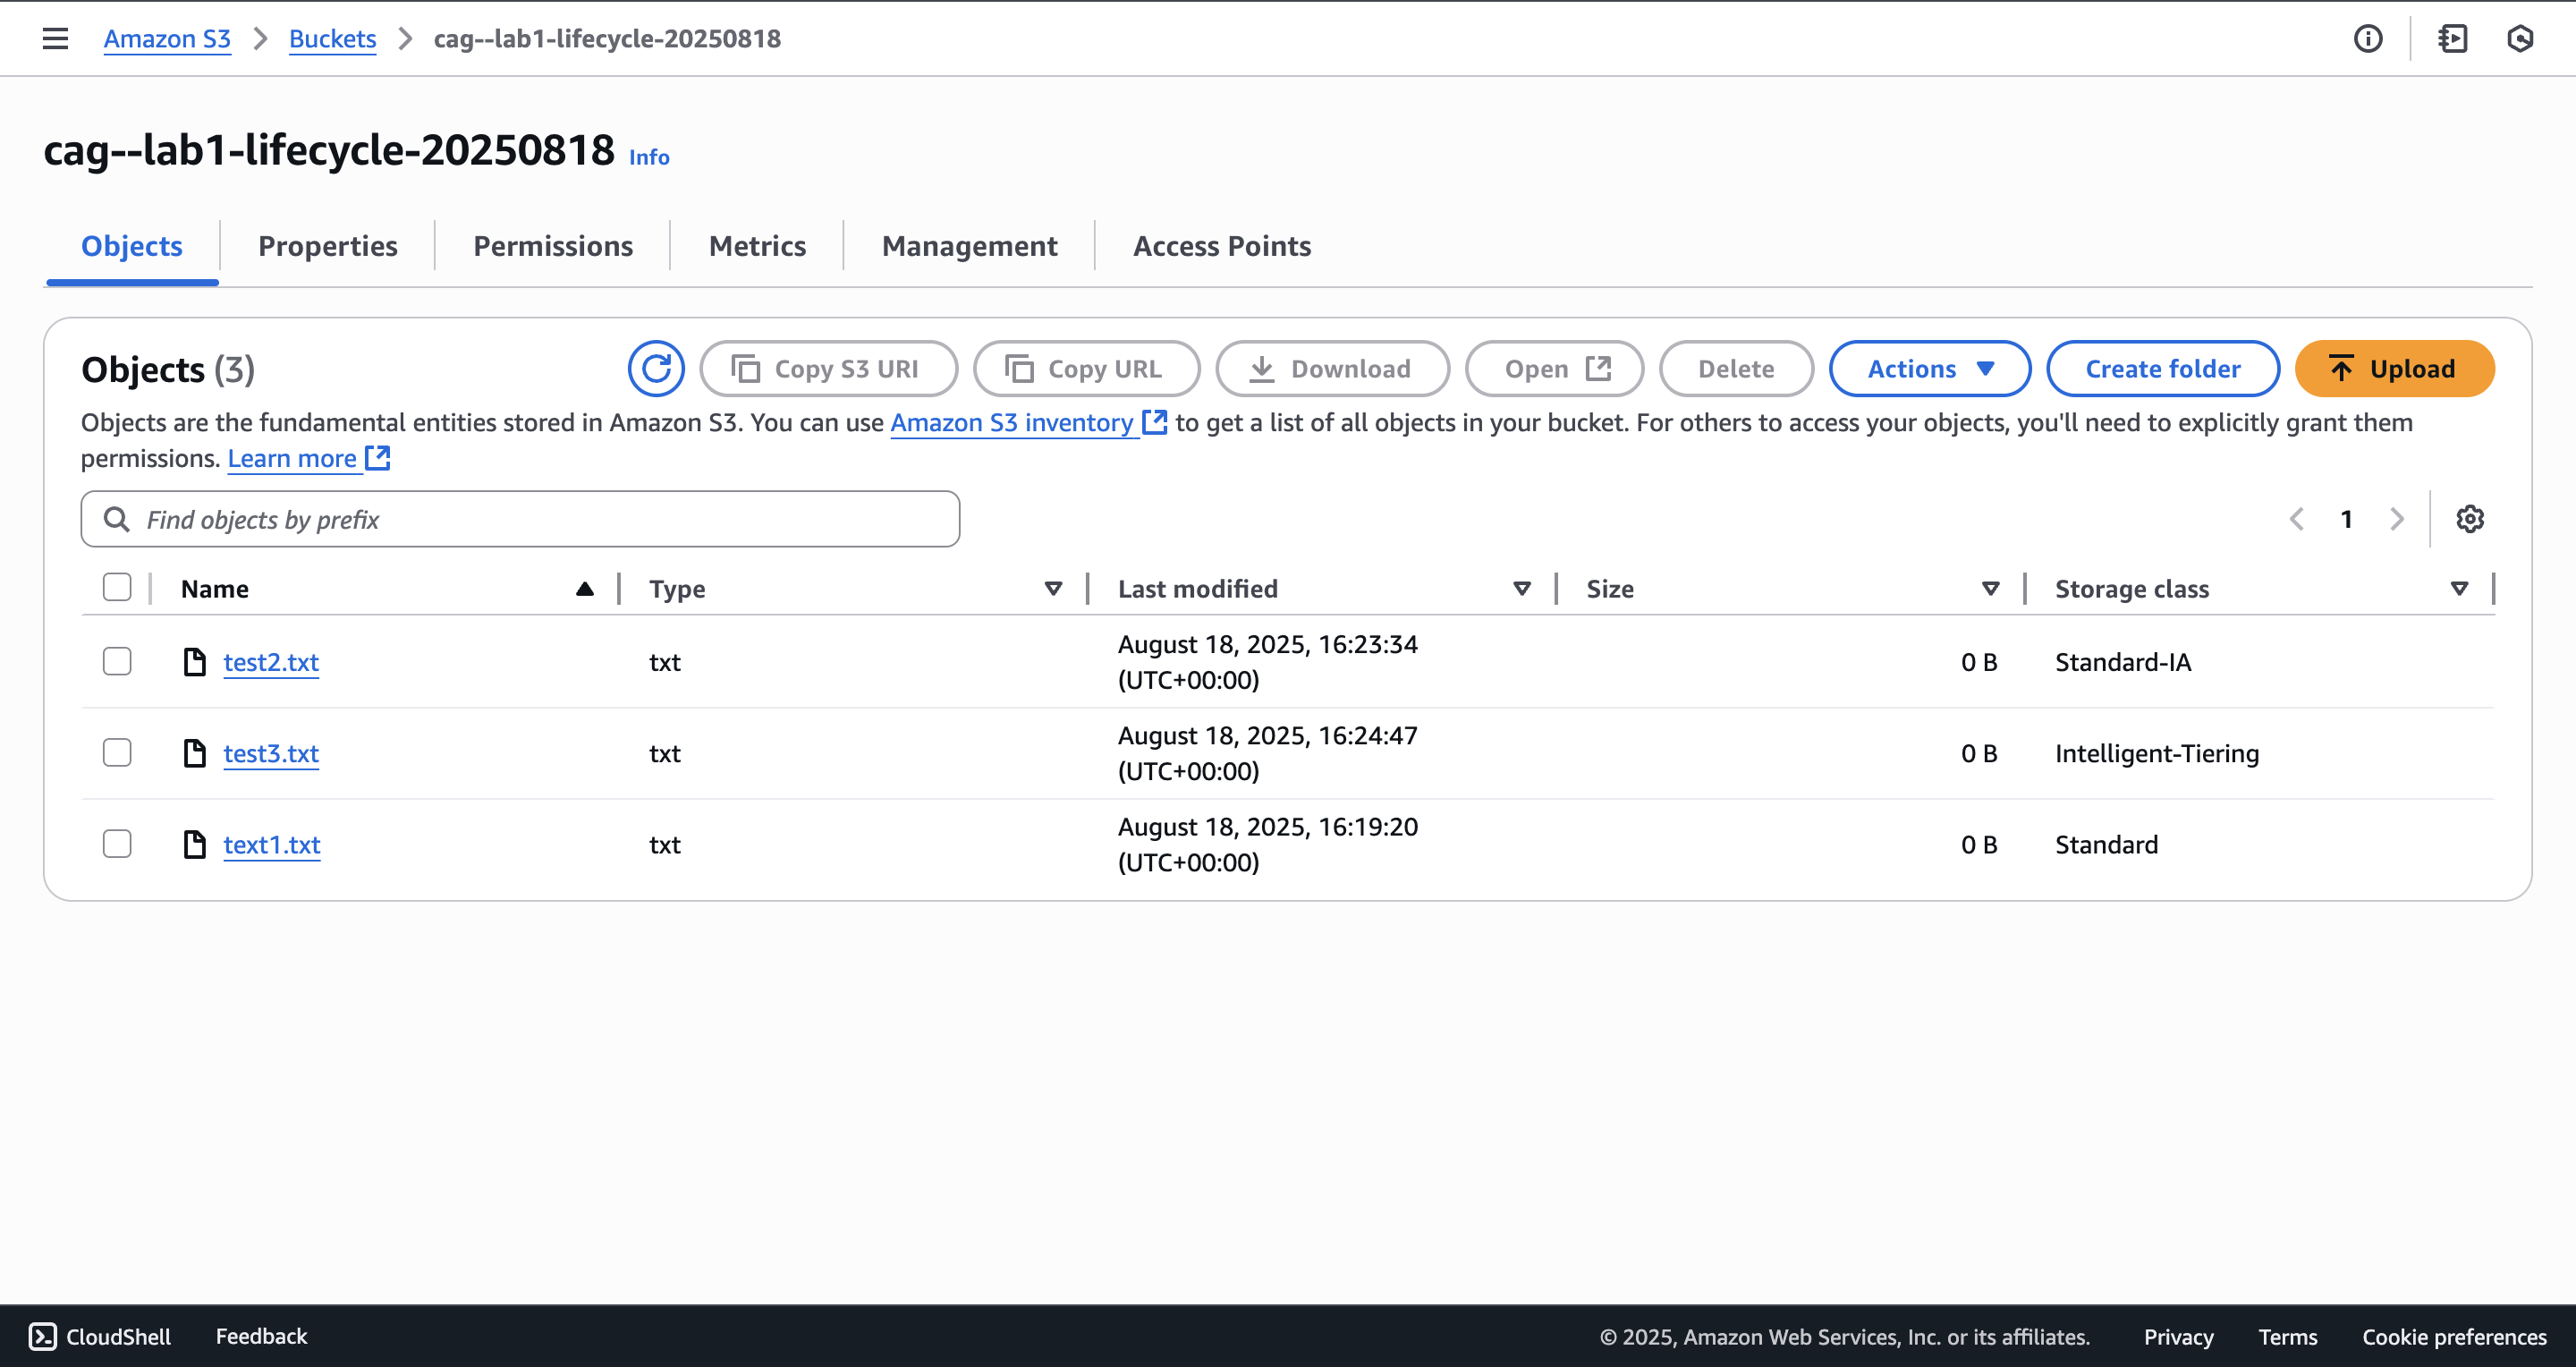 Amazon S3 > Buckets > cag--lab1-lifecycle-20250818
cag--lab1-lifecycle-20250818 Info
Objects Properties Permissions Metrics Management Access Points
Objects (3) Copy S3 URI Copy URL Download Open Delete Actions Create folder Upload
Objects are the fundamental entities stored in Amazon S3. You can use Amazon S3 inventory to get a list of all objects in your bucket. For others to access your objects, you'll need to explicitly grant them
permissions. Learn more
Find objects by prefix 1
Name Type Last modified Size Storage class
test2.txt txt August 18, 2025, 16:23:34 (UTC+00:00) 0 B Standard-IA
test3.txt txt August 18, 2025, 16:24:47 (UTC+00:00) 0 B Intelligent-Tiering
text1.txt txt August 18, 2025, 16:19:20 (UTC+00:00) 0 B Standard
CloudShell Feedback © 2025, Amazon Web Services, Inc. or its affiliates. Privacy Terms Cookie preferences